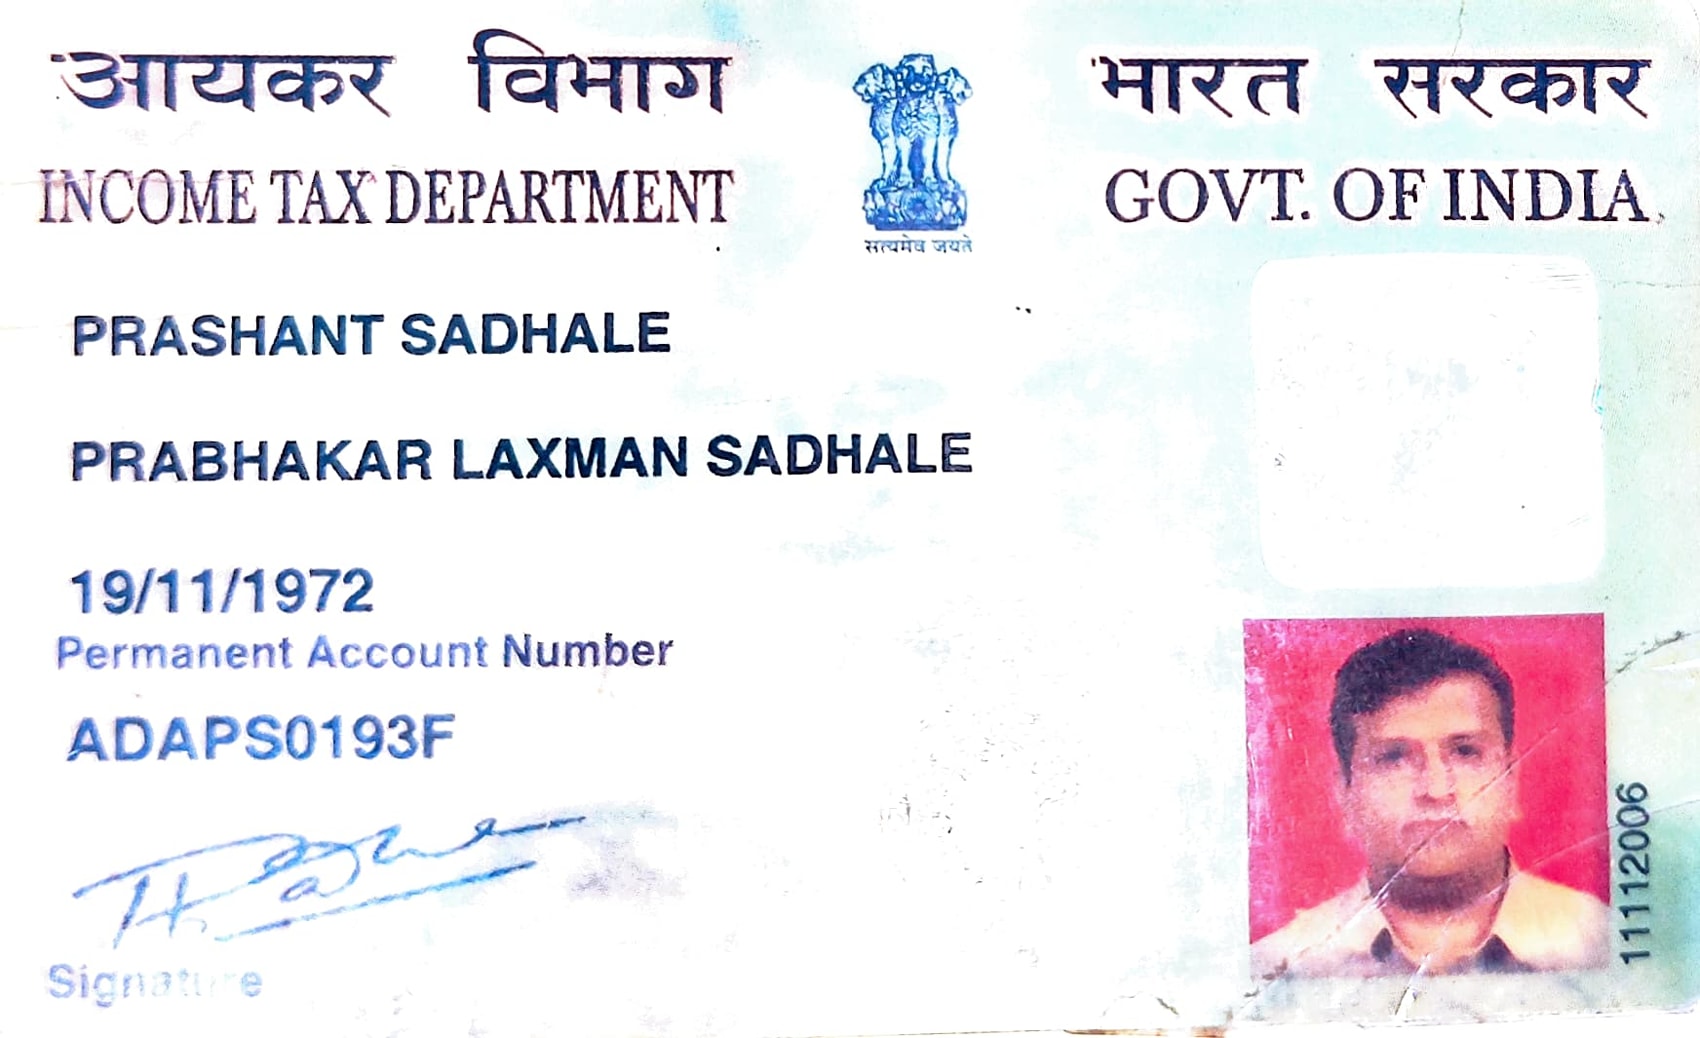 आयकर विभाग
INCOME TAX DEPARTMENT
भारत सरकार
GOVT. OF INDIA
सत्यमेव जयते
PRASHANT SADHALE
PRABHAKAR LAXMAN SADHALE
19/11/1972
Permanent Account Number
ADAPS0193F
Signature
11112006